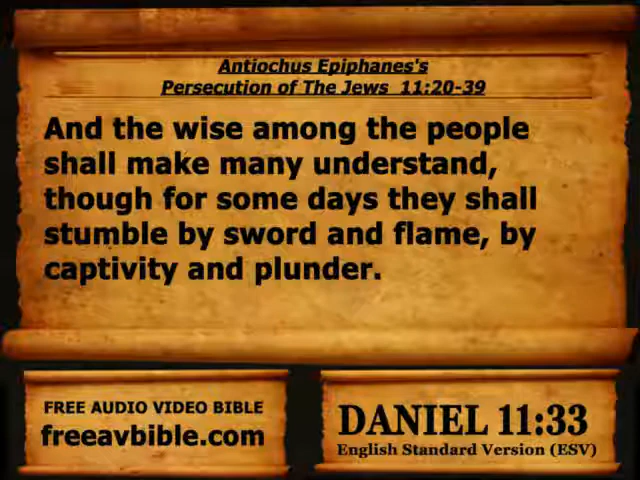 Antiochus Epiphanes's
Persecution of The Jews 11:20-39
And the wise among the people
shall make many understand,
though for some days they shall
stumble by sword and flame, by
captivity and plunder.
FREE AUDIO VIDEO BIBLE
freeavbible.com
DANIEL 11:33
English Standard Version (ESV)